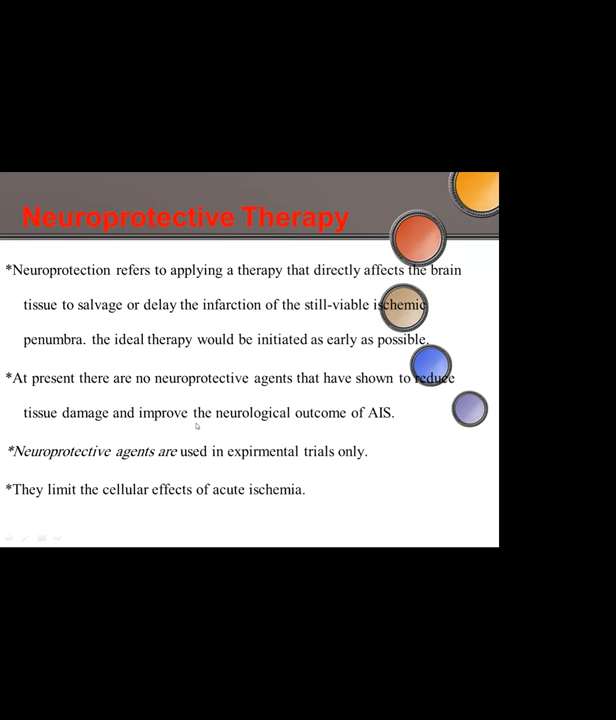 Neuroprotective Therapy
*Neuroprotection refers to applying a therapy that directly affects the brain
tissue to salvage or delay the infarction of the still-viable ischemic
penumbra. the ideal therapy would be initiated as early as possible.
*At present there are no neuroprotective agents that have shown to reduce
tissue damage and improve the neurological outcome of AIS.
*Neuroprotective agents are used in expirmental trials only.
*They limit the cellular effects of acute ischemia.